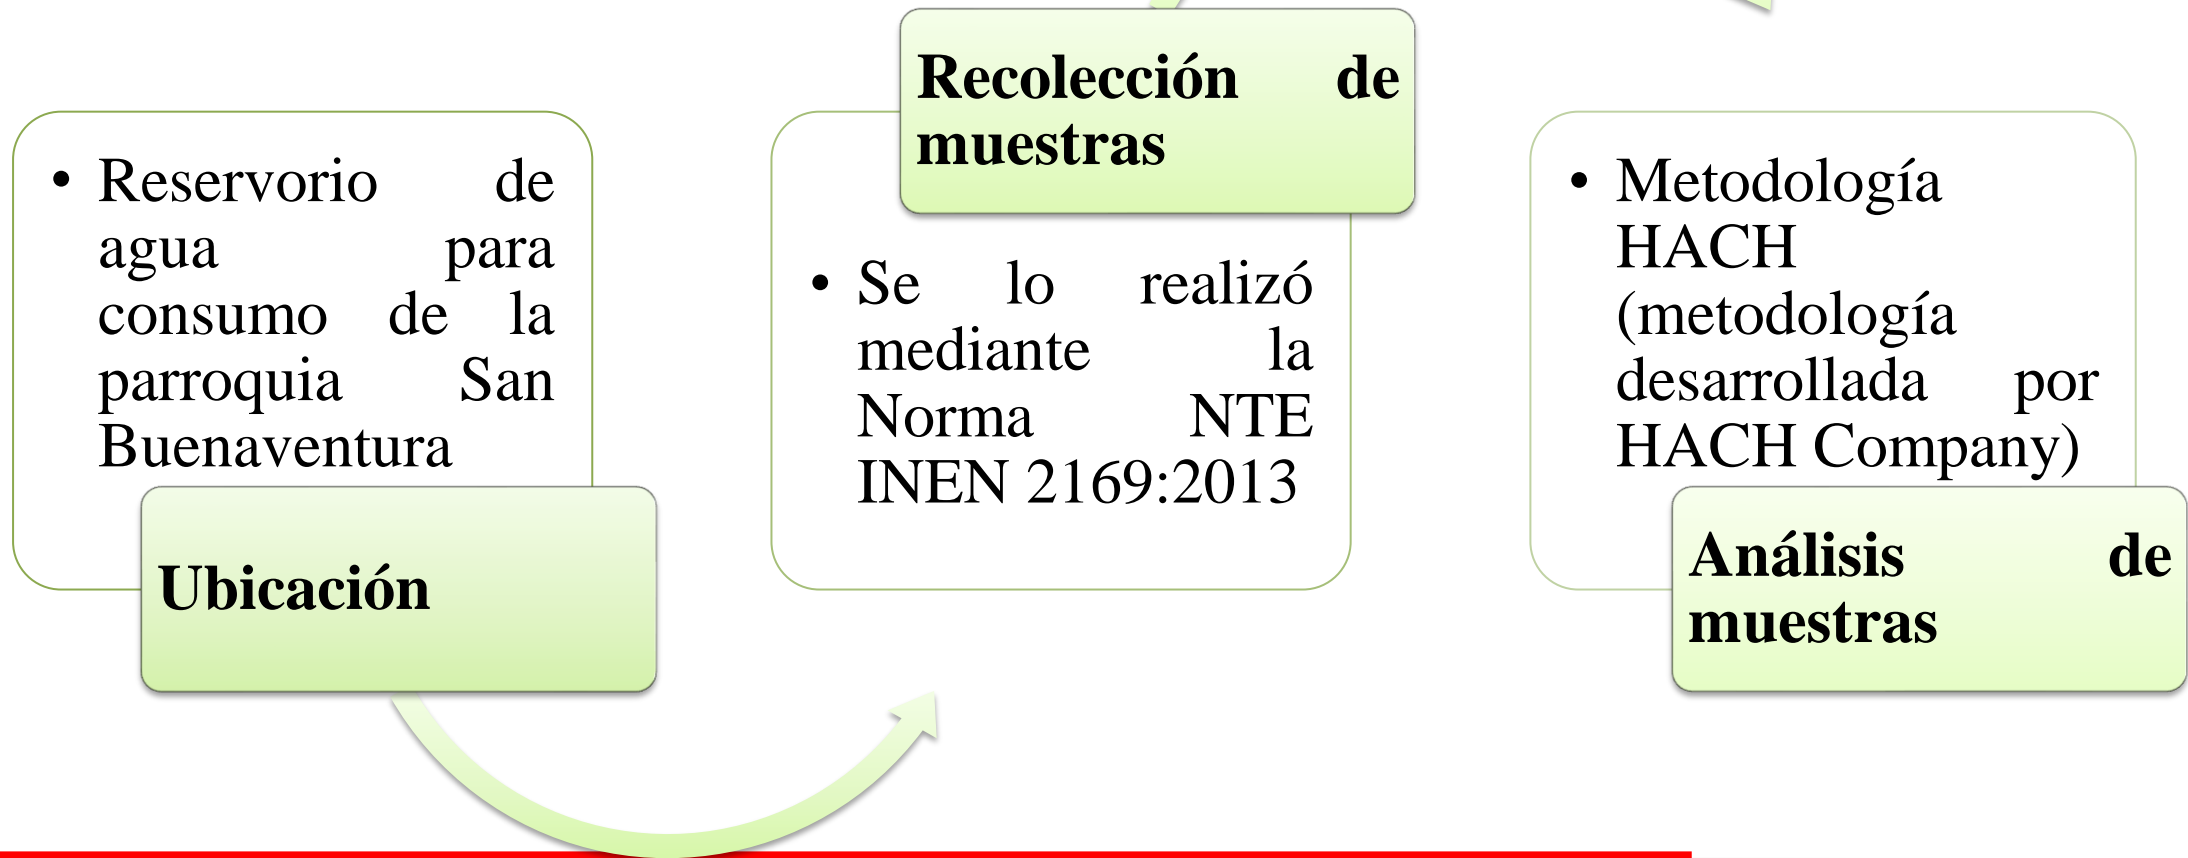 • Reservorio de
agua para
consumo de la
parroquia San
Buenaventura
Ubicación
Recolección de
muestras
• Se lo realizó
mediante la
Norma NTE
INEN 2169:2013
• Metodología
HACH
(metodología
desarrollada por
HACH Company)
Análisis de
muestras